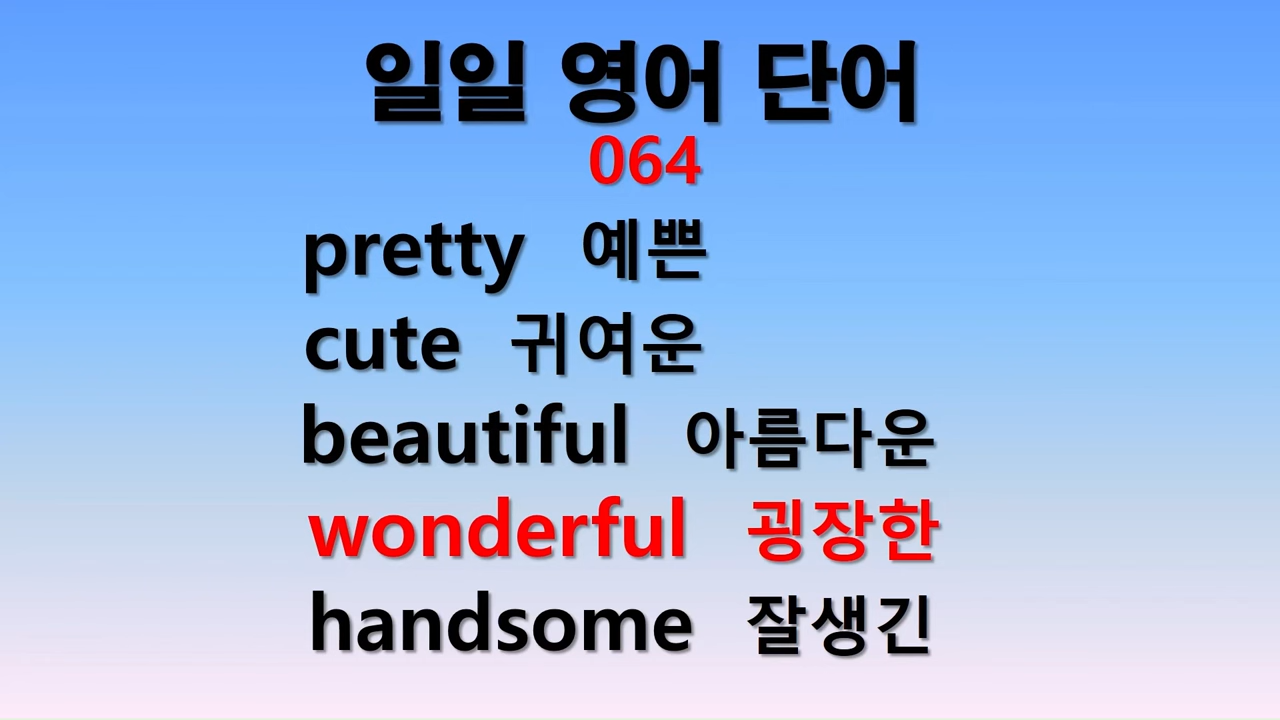 일일 영어 단어
064
pretty 예쁜
cute 귀여운
beautiful 아름다운
wonderful 굉장한
handsome 잘생긴